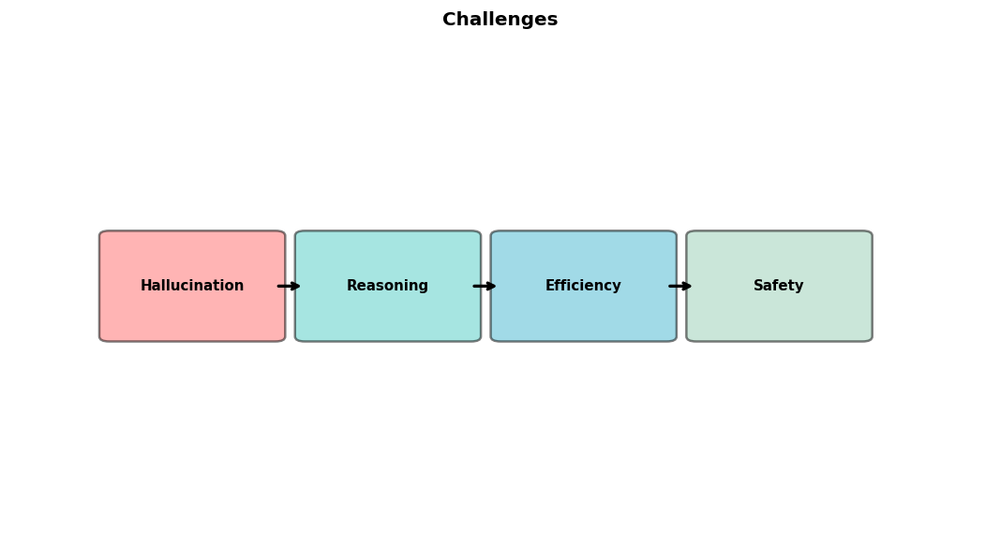 Challenges
Hallucination
Reasoning
Efficiency
Safety